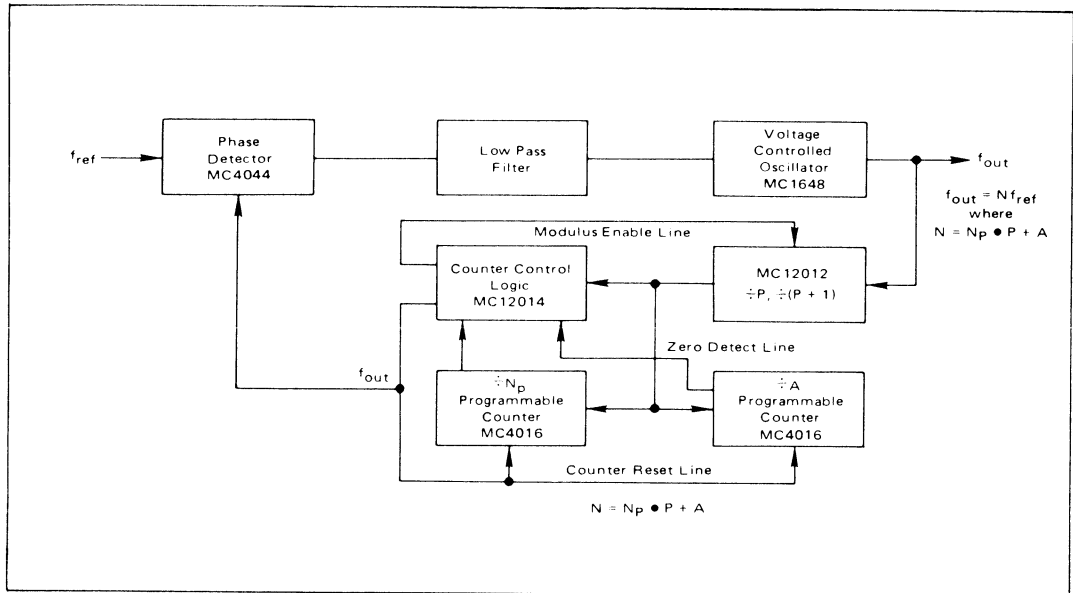 f_ref
Phase
Detector
MC4044
Low Pass
Filter
Voltage
Controlled
Oscillator
MC1648
f_out
f_out = Nf_ref
where
N = N_P • P + A
Modulus Enable Line
Counter Control
Logic
MC12014
MC12012
÷P, ÷(P + 1)
Zero Detect Line
f_out
÷N_p
Programmable
Counter
MC4016
÷A
Programmable
Counter
MC4016
Counter Reset Line
N = N_P • P + A